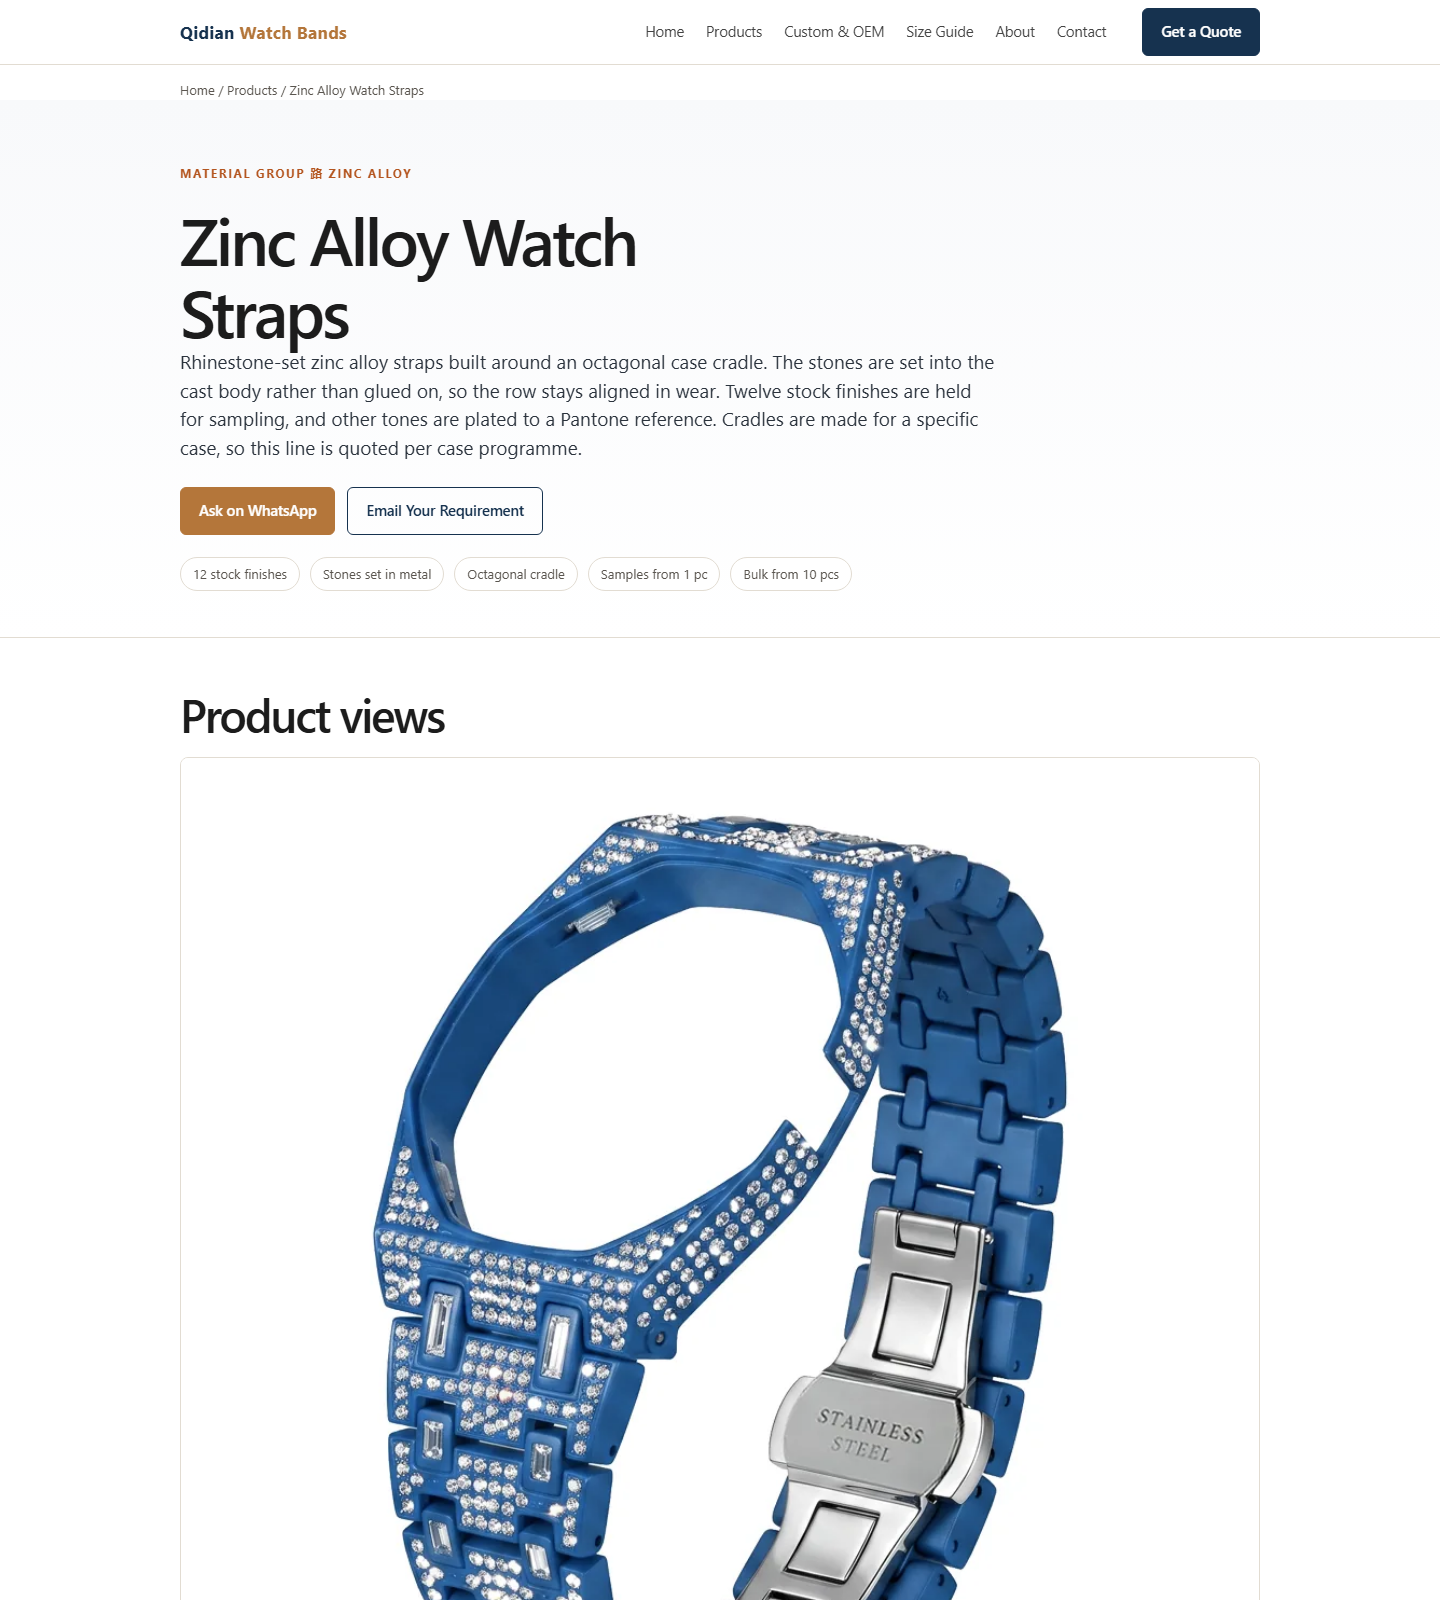 Qidian Watch Bands
Home Products Custom & OEM Size Guide About Contact Get a Quote
Home / Products / Zinc Alloy Watch Straps
MATERIAL GROUP 路 ZINC ALLOY
Zinc Alloy Watch
Straps
Rhinestone-set zinc alloy straps built around an octagonal case cradle. The stones are set into the
cast body rather than glued on, so the row stays aligned in wear. Twelve stock finishes are held
for sampling, and other tones are plated to a Pantone reference. Cradles are made for a specific
case, so this line is quoted per case programme.
Ask on WhatsApp Email Your Requirement
12 stock finishes Stones set in metal Octagonal cradle Samples from 1 pc Bulk from 10 pcs
Product views
STAINLESS
STEEL